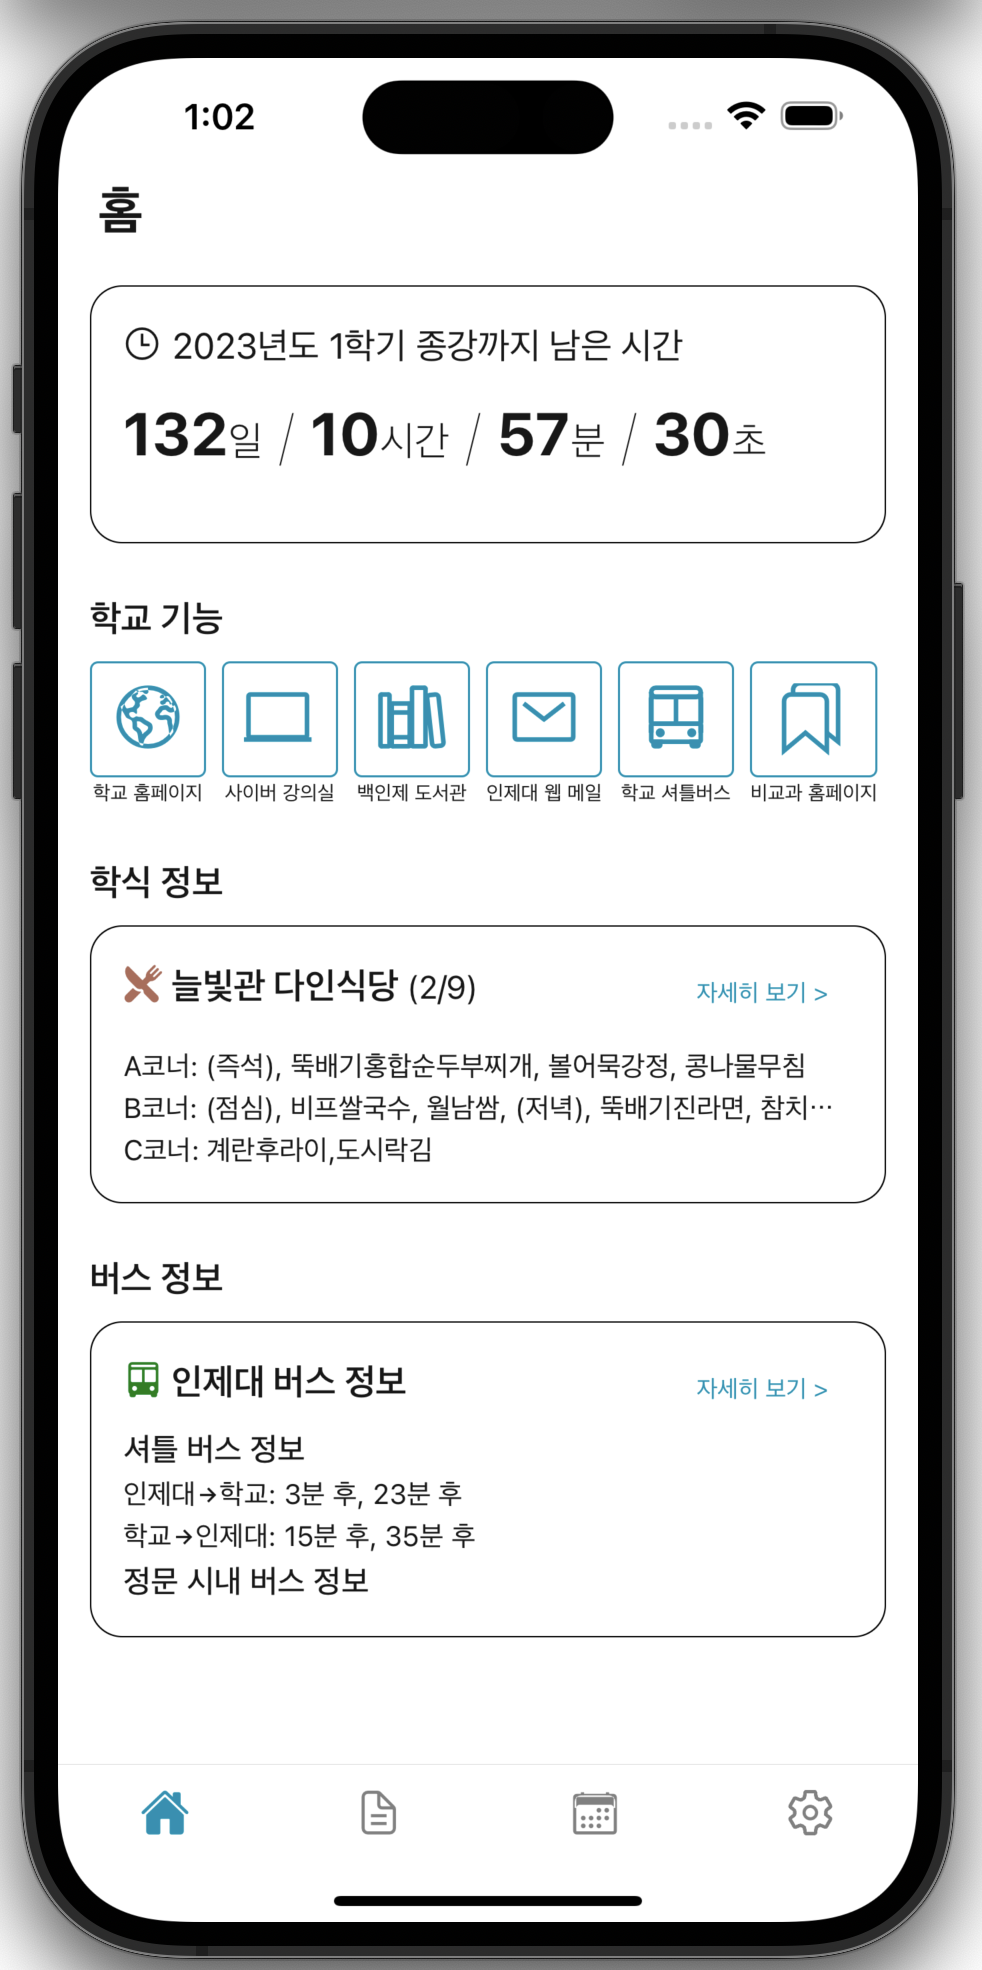 1:02
홈
2023년도 1학기 종강까지 남은 시간
132일 / 10시간 / 57분 / 30초
학교 기능
학교 홈페이지 사이버 강의실 백인제 도서관 인제대 웹 메일 학교 셔틀버스 비교과 홈페이지
학식 정보
늘빛관 다인식당 (2/9) 자세히 보기 >
A코너: (즉석), 뚝배기홍합순두부찌개, 볼어묵강정, 콩나물무침
B코너: (점심), 비프쌀국수, 월남쌈, (저녁), 뚝배기진라면, 참치…
C코너: 계란후라이,도시락김
버스 정보
인제대 버스 정보 자세히 보기 >
셔틀 버스 정보
인제대→학교: 3분 후, 23분 후
학교→인제대: 15분 후, 35분 후
정문 시내 버스 정보